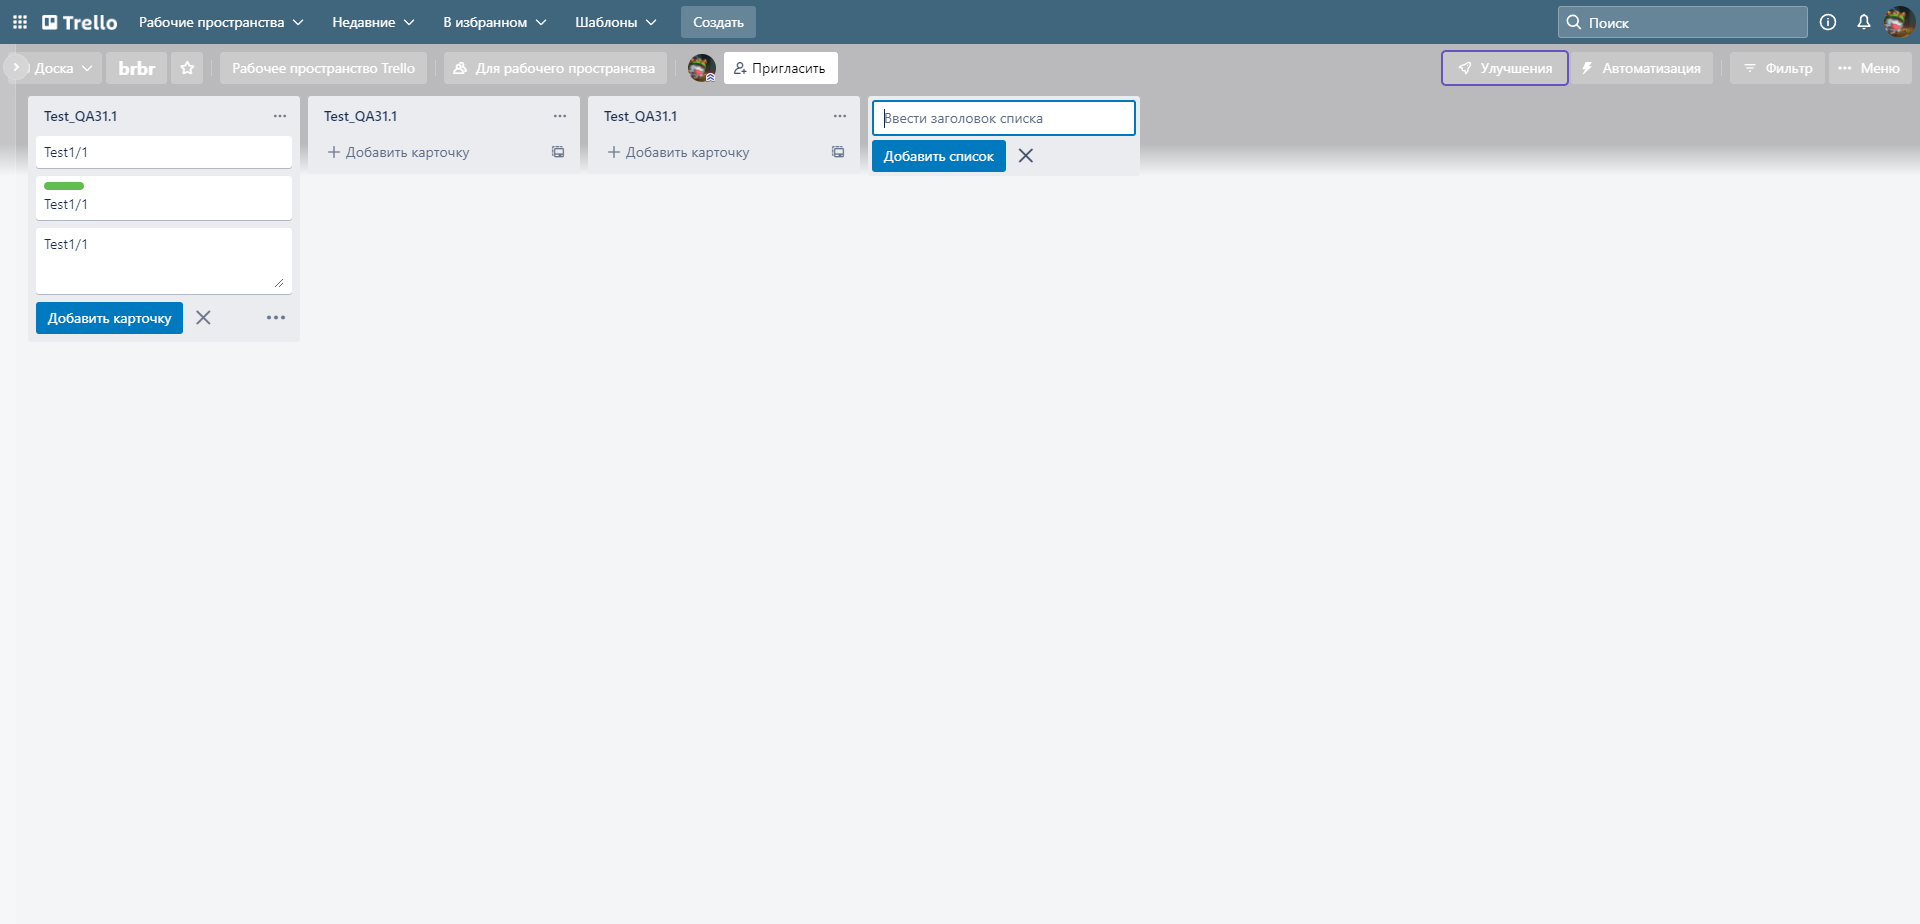 Trello Рабочие пространства Недавние В избранном Шаблоны Создать Поиск
Доска brbr Рабочее пространство Trello Для рабочего пространства Пригласить Улучшения Автоматизация Фильтр Меню
Test_QA31.1
Test1/1
Test1/1
Test1/1
Добавить карточку
Test_QA31.1
Добавить карточку
Test_QA31.1
Добавить карточку
Ввести заголовок списка
Добавить список